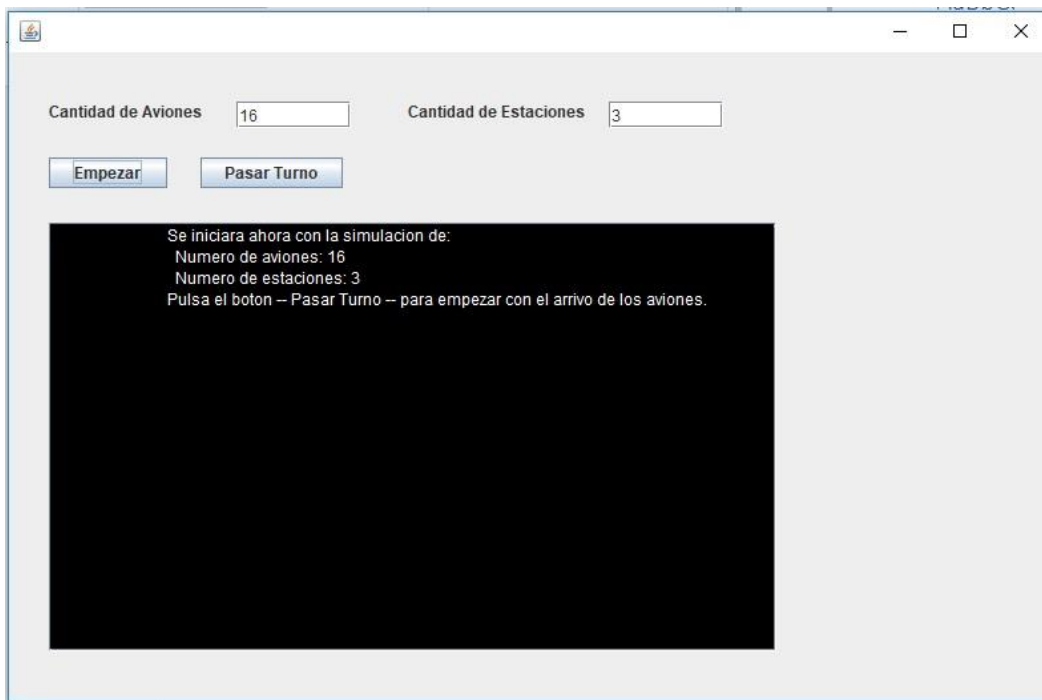 Cantidad de Aviones 16 Cantidad de Estaciones 3
Empezar Pasar Turno
Se iniciara ahora con la simulacion de:
Numero de aviones: 16
Numero de estaciones: 3
Pulsa el boton -- Pasar Turno -- para empezar con el arrivo de los aviones.